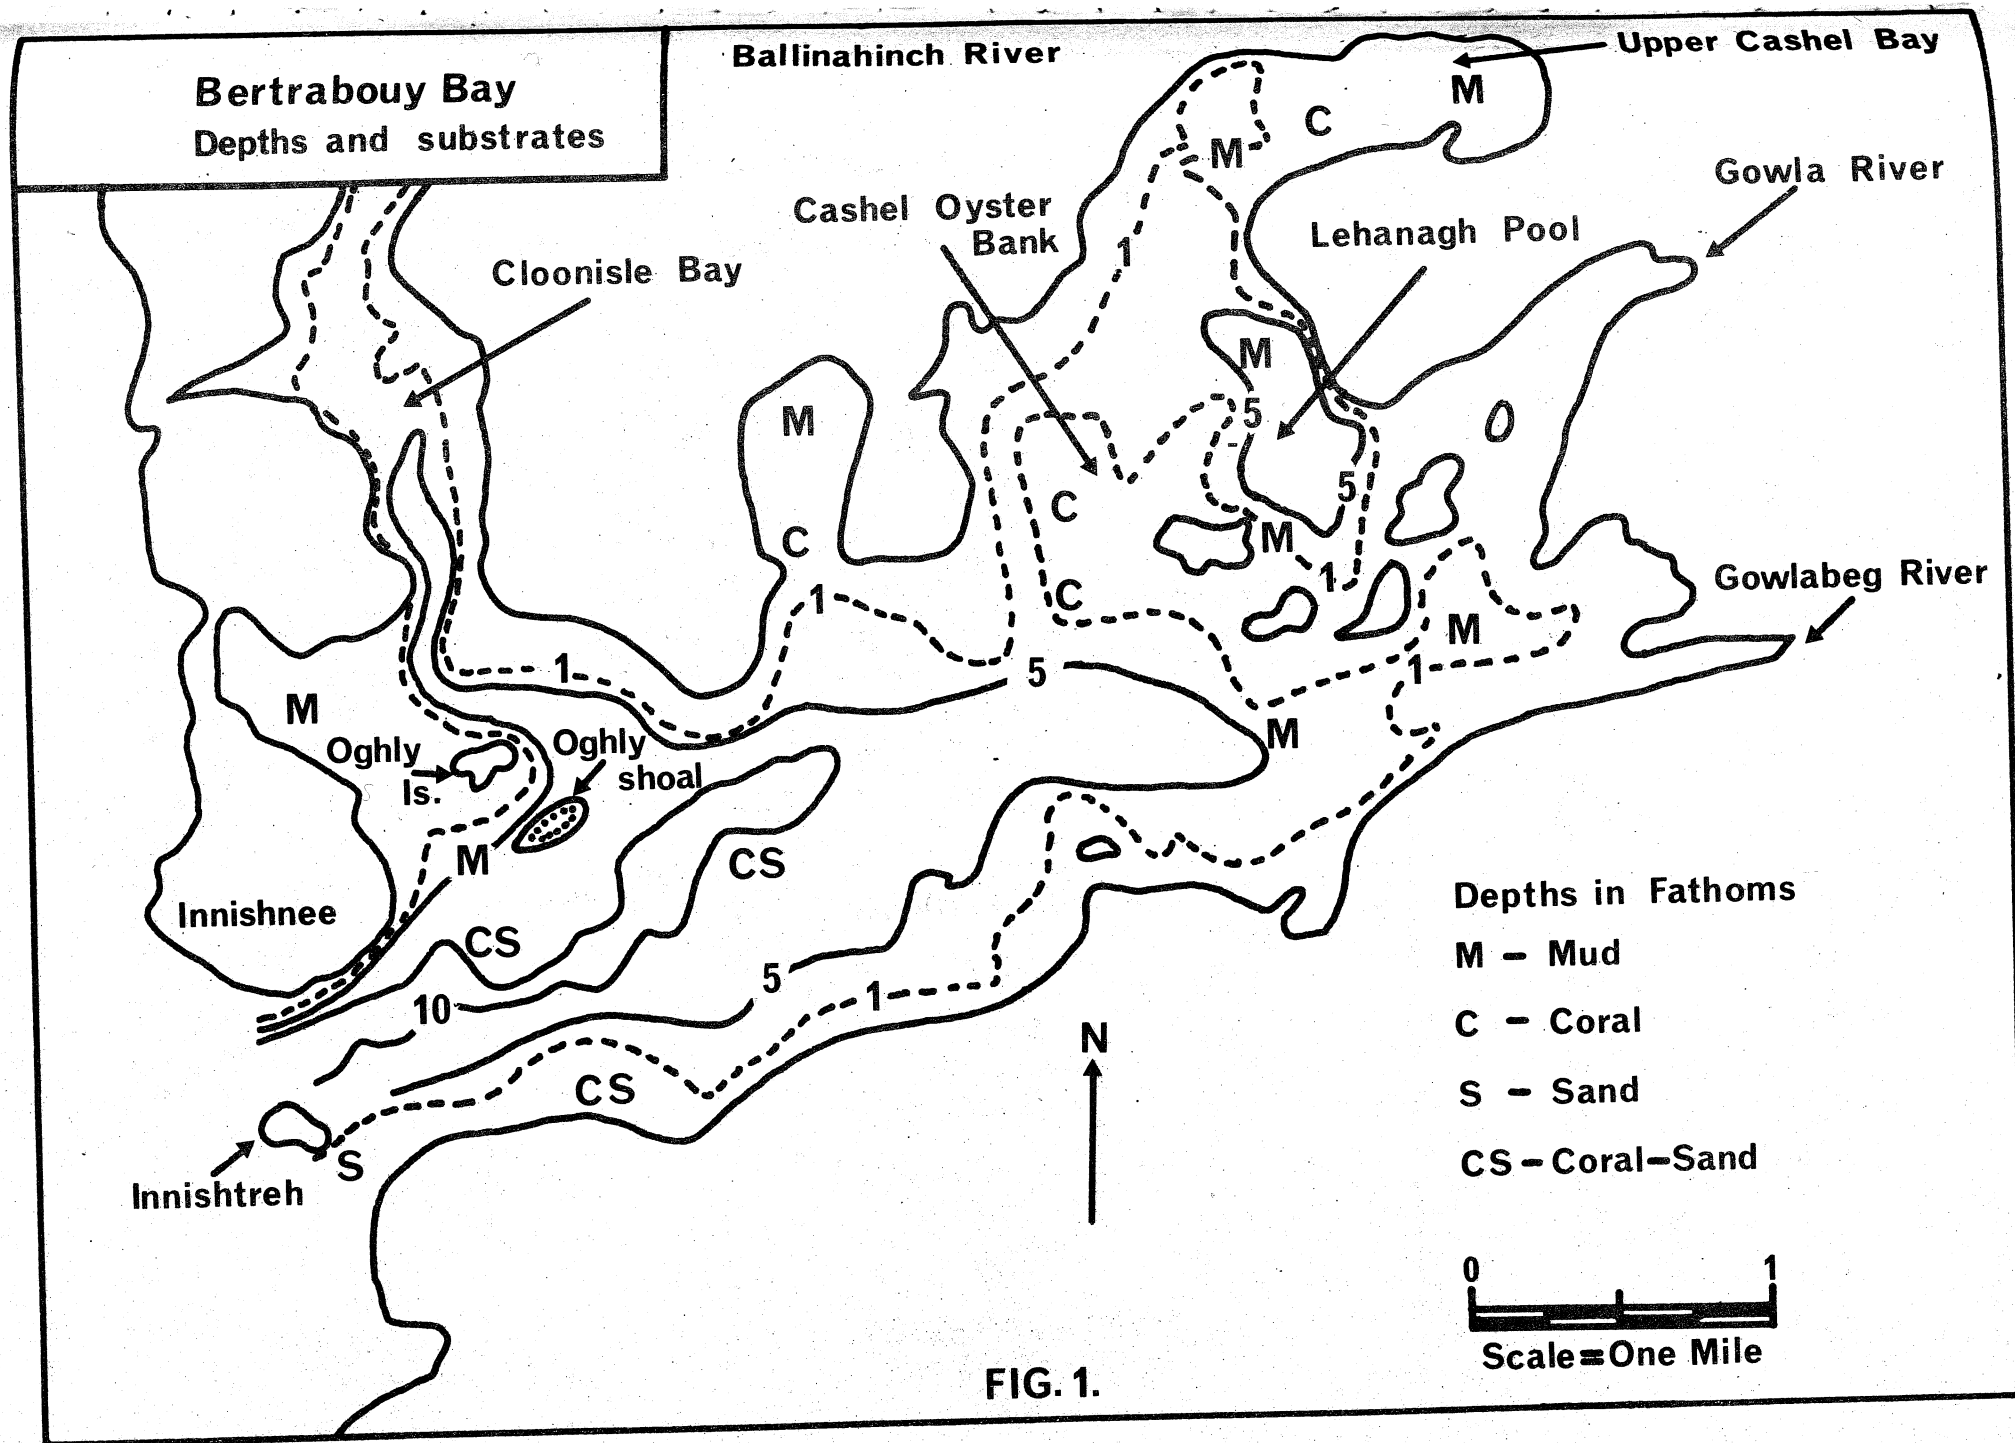 Bertrabouy Bay
Depths and substrates
Ballinahinch River
Upper Cashel Bay
M
C
M
Gowla River
Cashel Oyster
Bank
1
Lehanagh Pool
Cloonisle Bay
M
5
M
C
5
C
M
1
C
1
M
Gowlabeg River
1
5
1
M
M
Oghly
Is.
Oghly
shoal
M
CS
Innishnee
CS
10
5
1
CS
S
Innishtreh
N
Depths in Fathoms
M – Mud
C – Coral
S – Sand
CS – Coral–Sand
0 1
Scale=One Mile
FIG. 1.